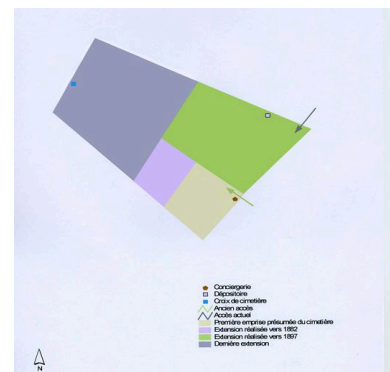 Conciergerie
Dépositoire
Croix de cimetière
Ancien accès
Accès actuel
Première emprise présumée du cimetière
Extension réalisée vers 1882
Extension réalisée vers 1897
Dernière extension
N